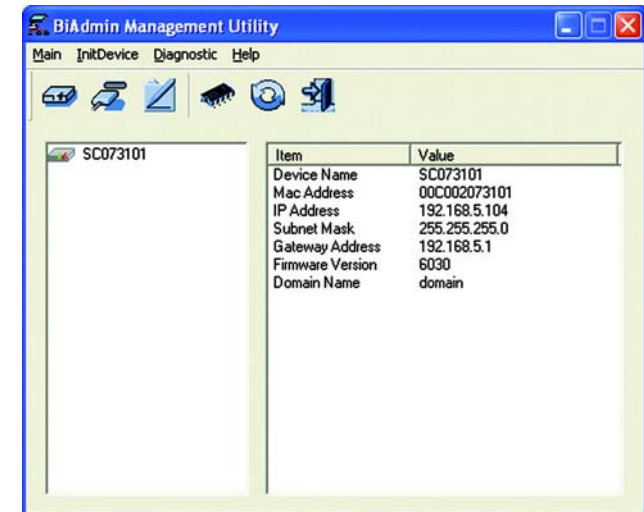 BiAdmin Management Utility
Main InitDevice Diagnostic Help
SC073101
Item Value
Device Name SC073101
Mac Address 00C002073101
IP Address 192.168.5.104
Subnet Mask 255.255.255.0
Gateway Address 192.168.5.1
Firmware Version 6030
Domain Name domain